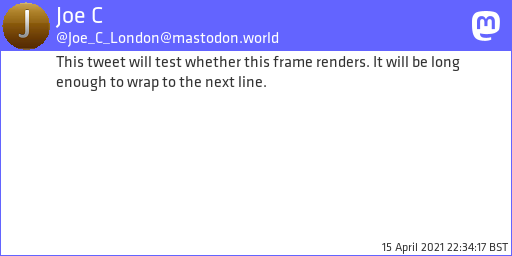 J
Joe C
@Joe_C_London@mastodon.world
m
This tweet will test whether this frame renders. It will be long
enough to wrap to the next line.
15 April 2021 22:34:17 BST